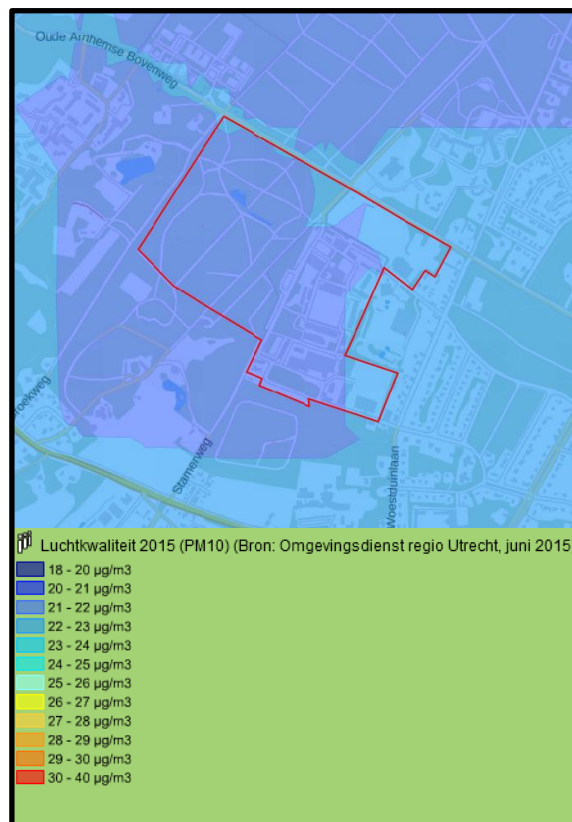 Oude Arnhemse Bovenweg
roekweg
Stamerweg
Woestduinlaan
Luchtkwaliteit 2015 (PM10) (Bron: Omgevingsdienst regio Utrecht, juni 2015
18 - 20 µg/m3
20 - 21 µg/m3
21 - 22 µg/m3
22 - 23 µg/m3
23 - 24 µg/m3
24 - 25 µg/m3
25 - 26 µg/m3
26 - 27 µg/m3
27 - 28 µg/m3
28 - 29 µg/m3
29 - 30 µg/m3
30 - 40 µg/m3